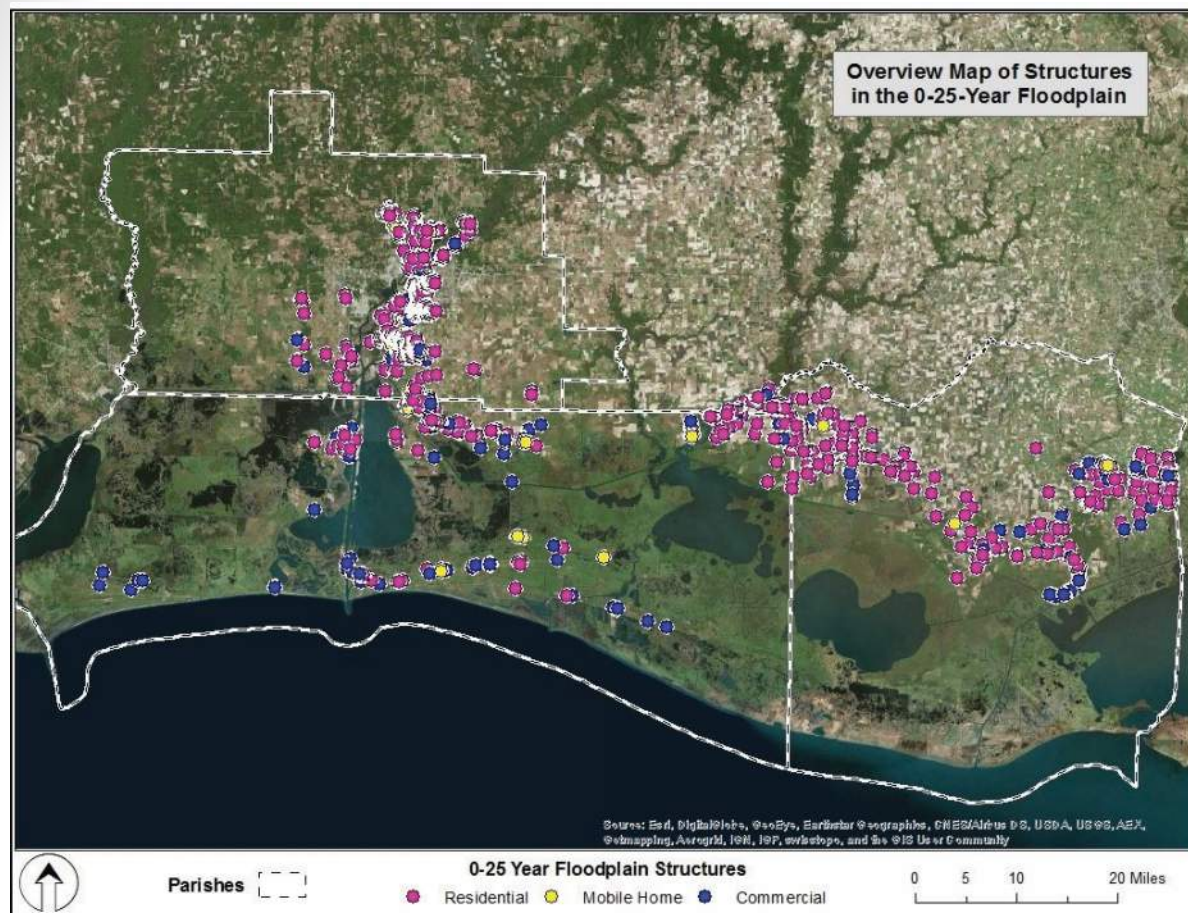 Overview Map of Structures
in the 0-25-Year Floodplain
Source: Esri, DigitalGlobe, GeoEye, Earthstar Geographics, CNES/Airbus DS, USDA, USGS, AEX,
Getmapping, Aerogrid, IGN, IGP, swisstopo, and the GIS User Community
0-25 Year Floodplain Structures
Parishes
Residential Mobile Home Commercial
0 5 10 20 Miles